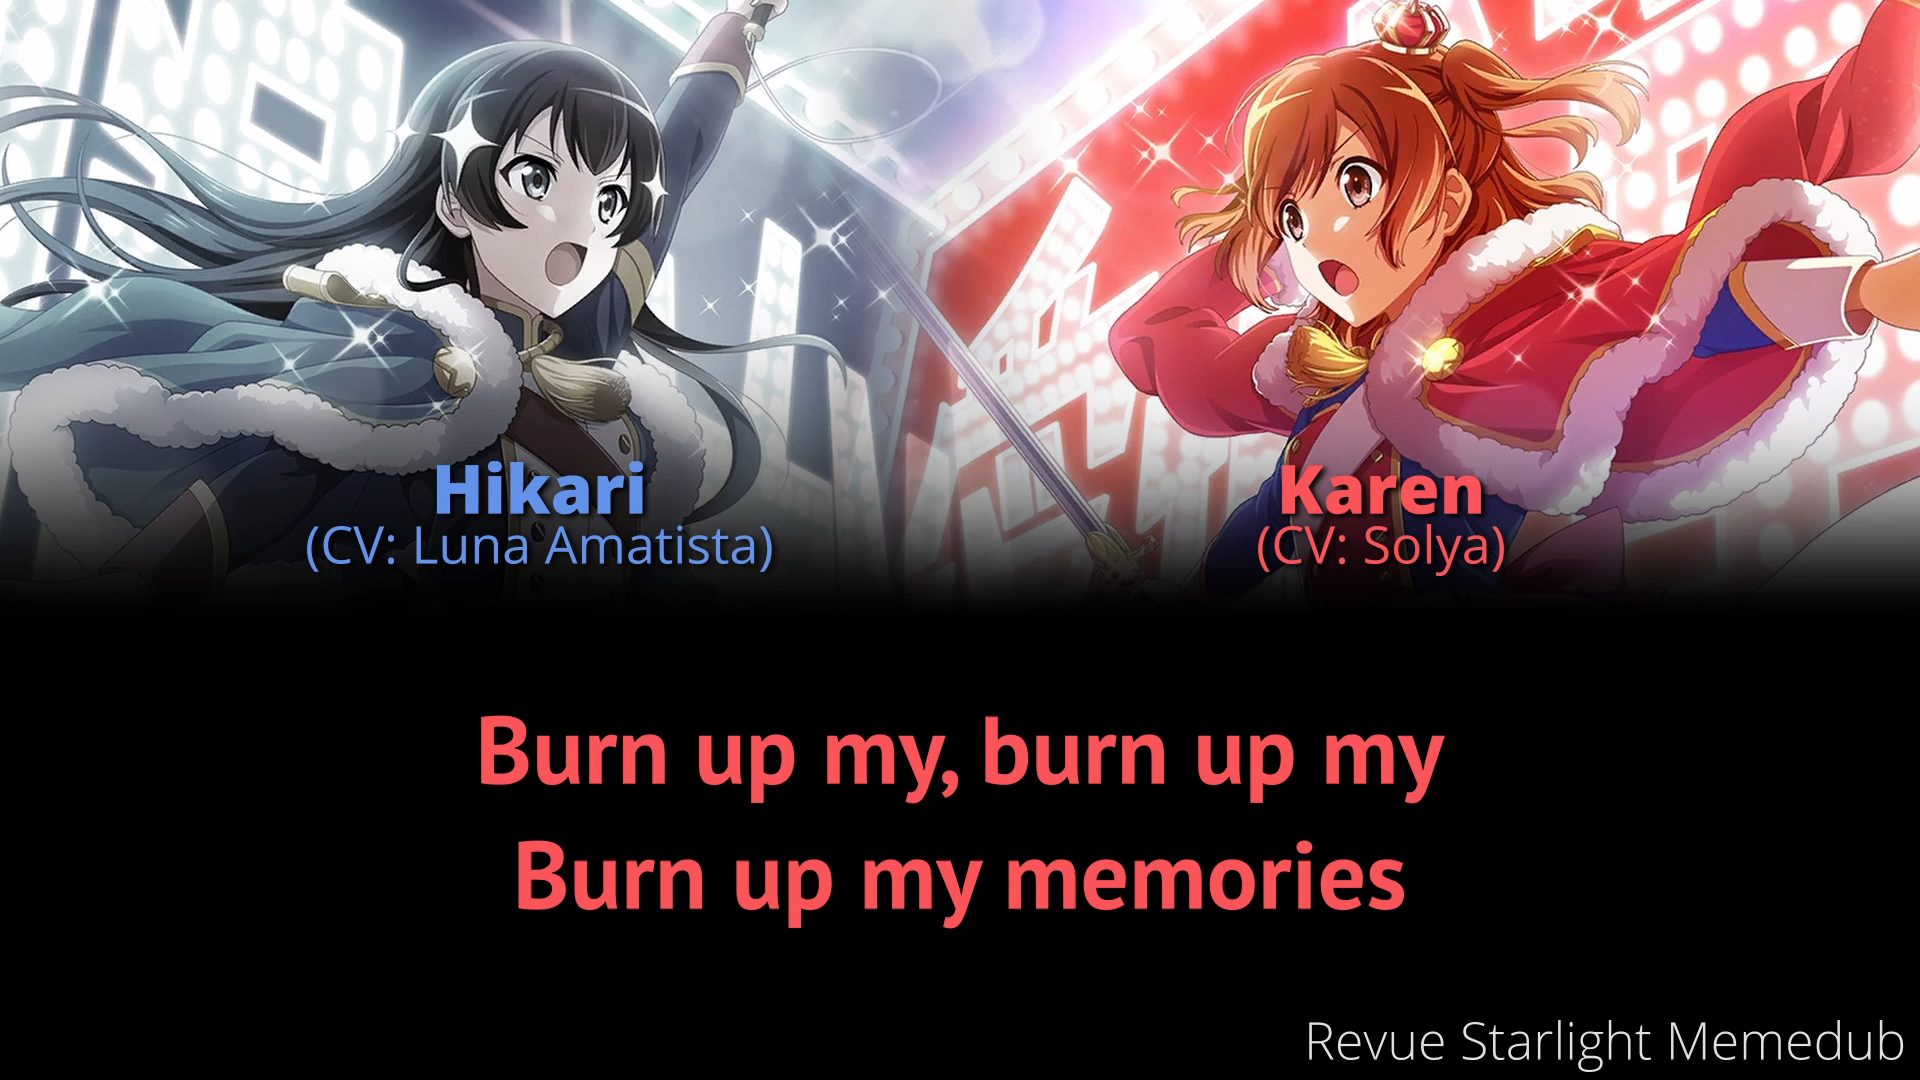 Hikari
(CV: Luna Amatista)
Karen
(CV: Solya)
Burn up my, burn up my
Burn up my memories
Revue Starlight Memedub